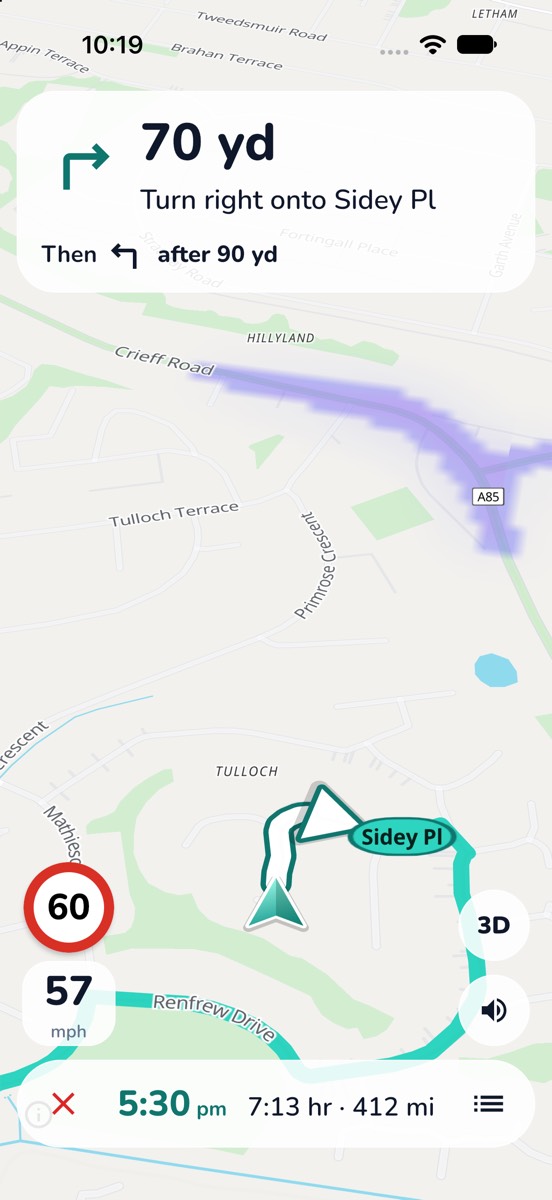 LETHAM
Tweedsmuir Road
10:19
Appin Terrace
Brahan Terrace
70 yd
Turn right onto Sidey Pl
Then after 90 yd
Fortingall Place
Garth Avenue
HILLYLAND
Crieff Road
A85
Tulloch Terrace
Primrose Crescent
TULLOCH
Sidey Pl
60
3D
57
mph
Renfrew Drive
5:30 pm 7:13 hr · 412 mi